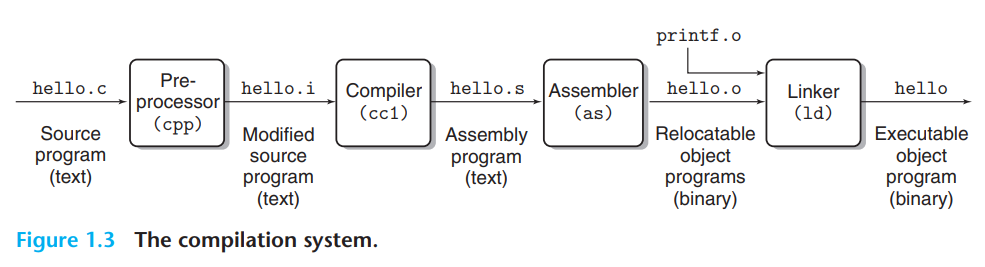 printf.o
hello.c
Pre-
processor
(cpp)
hello.i
Compiler
(cc1)
hello.s
Assembler
(as)
hello.o
Linker
(ld)
hello
Source
program
(text)
Modified
source
program
(text)
Assembly
program
(text)
Relocatable
object
programs
(binary)
Executable
object
program
(binary)
Figure 1.3 The compilation system.